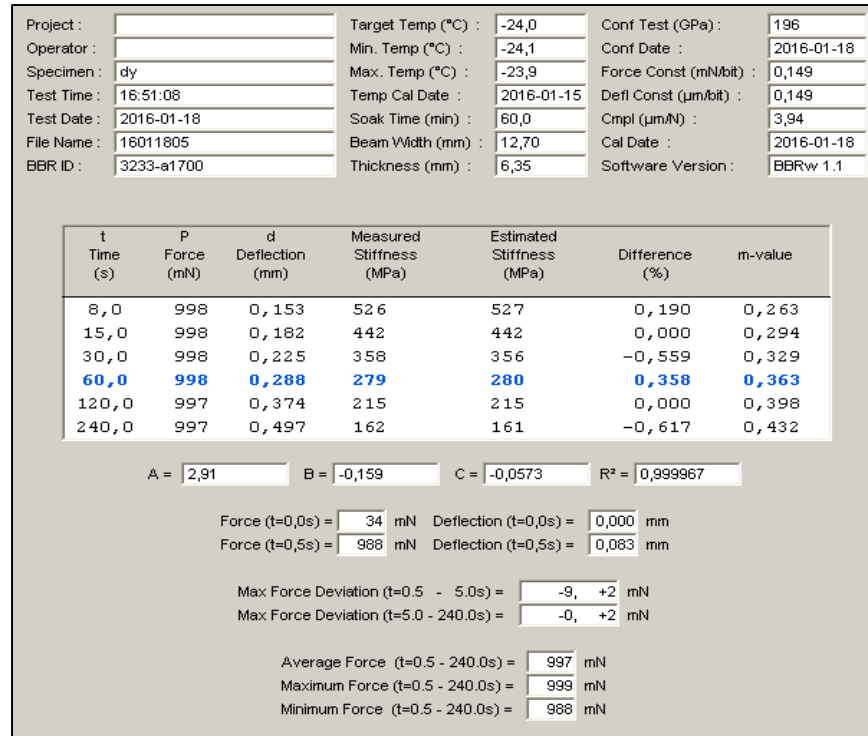 Project : Target Temp (°C) : -24,0 Conf Test (GPa) : 196
Operator : Min. Temp (°C) : -24,1 Conf Date : 2016-01-18
Specimen : dy Max. Temp (°C) : -23,9 Force Const (mN/bit) : 0,149
Test Time : 16:51:08 Temp Cal Date : 2016-01-15 Defl Const (µm/bit) : 0,149
Test Date : 2016-01-18 Soak Time (min) : 60,0 Cmpl (µm/N) : 3,94
File Name : 16011805 Beam Width (mm) : 12,70 Cal Date : 2016-01-18
BBR ID : 3233-a1700 Thickness (mm) : 6,35 Software Version : BBRw 1.1
t P d Measured Estimated
Time Force Deflection Stiffness Stiffness Difference m-value
(s) (mN) (mm) (MPa) (MPa) (%)
8,0 998 0,153 526 527 0,190 0,263
15,0 998 0,182 442 442 0,000 0,294
30,0 998 0,225 358 356 -0,559 0,329
60,0 998 0,288 279 280 0,358 0,363
120,0 997 0,374 215 215 0,000 0,398
240,0 997 0,497 162 161 -0,617 0,432
A = 2,91 B = -0,159 C = -0,0573 R² = 0,999967
Force (t=0,0s) = 34 mN Deflection (t=0,0s) = 0,000 mm
Force (t=0,5s) = 988 mN Deflection (t=0,5s) = 0,083 mm
Max Force Deviation (t=0.5 - 5.0s) = -9, +2 mN
Max Force Deviation (t=5.0 - 240.0s) = -0, +2 mN
Average Force (t=0.5 - 240.0s) = 997 mN
Maximum Force (t=0.5 - 240.0s) = 999 mN
Minimum Force (t=0.5 - 240.0s) = 988 mN